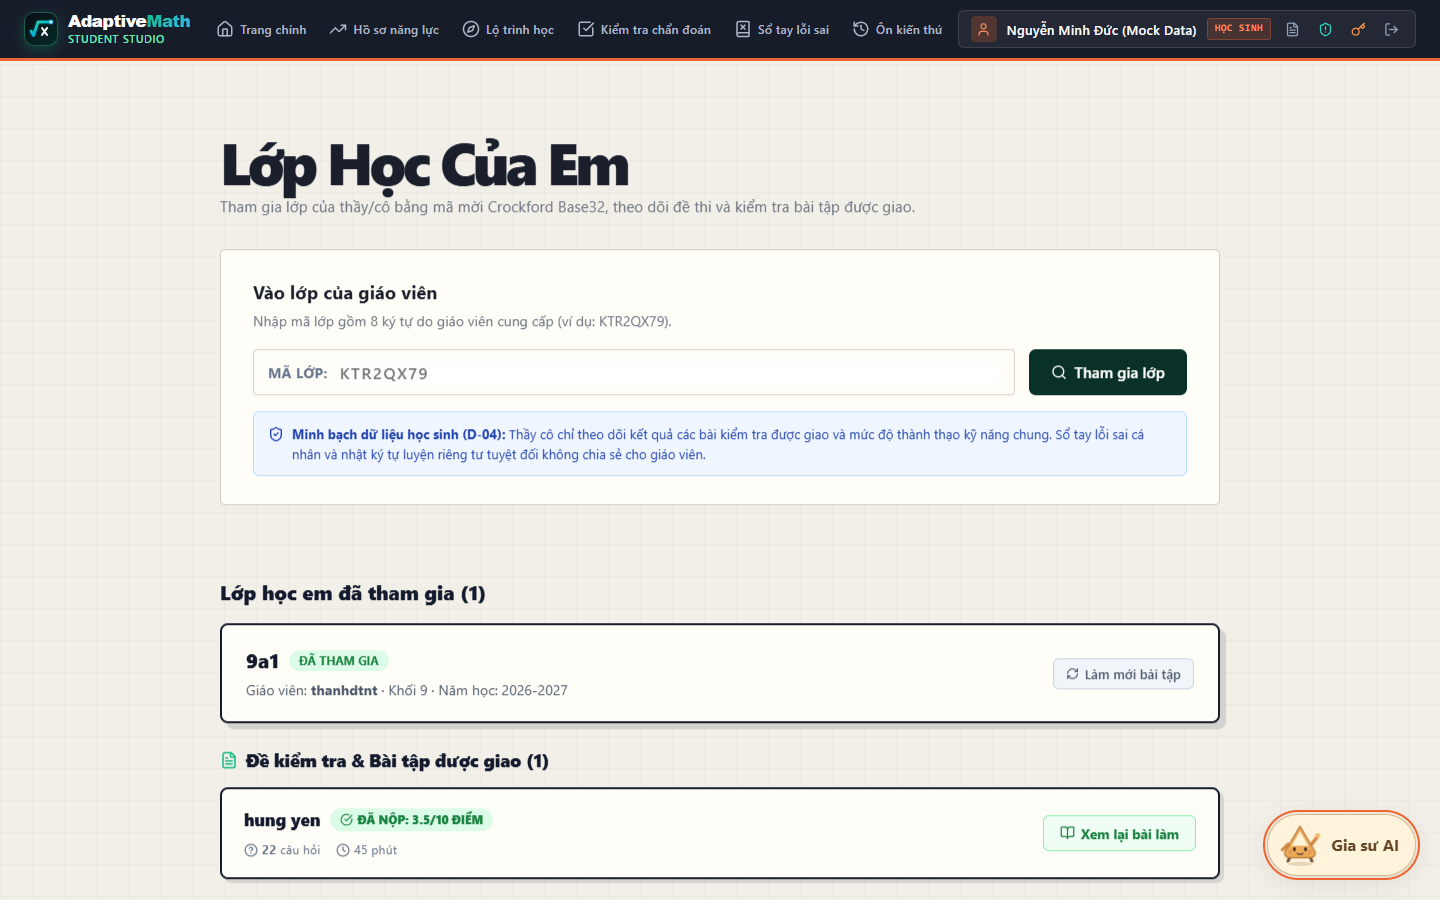 AdaptiveMath
STUDENT STUDIO
Trang chính
Hồ sơ năng lực
Lộ trình học
Kiểm tra chẩn đoán
Sổ tay lỗi sai
Ôn kiến thứ
Nguyễn Minh Đức (Mock Data)
HỌC SINH
Lớp Học Của Em
Tham gia lớp của thầy/cô bằng mã mời Crockford Base32, theo dõi đề thi và kiểm tra bài tập được giao.
Vào lớp của giáo viên
Nhập mã lớp gồm 8 ký tự do giáo viên cung cấp (ví dụ: KTR2QX79).
MÃ LỚP: KTR2QX79
Tham gia lớp
Minh bạch dữ liệu học sinh (D-04): Thầy cô chỉ theo dõi kết quả các bài kiểm tra được giao và mức độ thành thạo kỹ năng chung. Sổ tay lỗi sai cá
nhân và nhật ký tự luyện riêng tư tuyệt đối không chia sẻ cho giáo viên.
Lớp học em đã tham gia (1)
9a1 ĐÃ THAM GIA
Giáo viên: thanhdtnt · Khối 9 · Năm học: 2026-2027
Làm mới bài tập
Đề kiểm tra & Bài tập được giao (1)
hung yen ĐÃ NỘP: 3.5/10 ĐIỂM
22 câu hỏi 45 phút
Xem lại bài làm
Gia sư AI